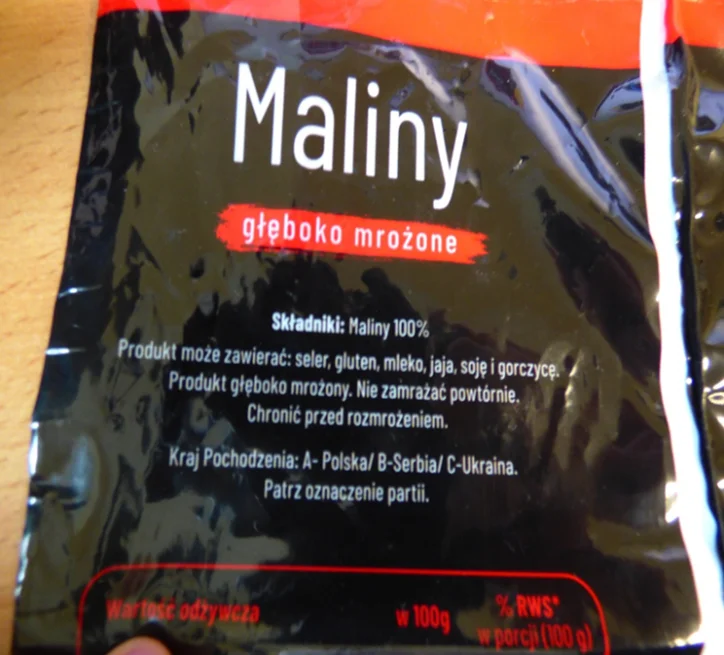 Maliny
głęboko mrożone
Składniki: Maliny 100%
Produkt może zawierać: seler, gluten, mleko, jaja, soję i gorczycę.
Produkt głęboko mrożony. Nie zamrażać powtórnie.
Chronić przed rozmrożeniem.
Kraj Pochodzenia: A- Polska/ B-Serbia/ C-Ukraina.
Patrz oznaczenie partii.
Wartość odżywcza w 100g % RWS*
w porcji (100 g)